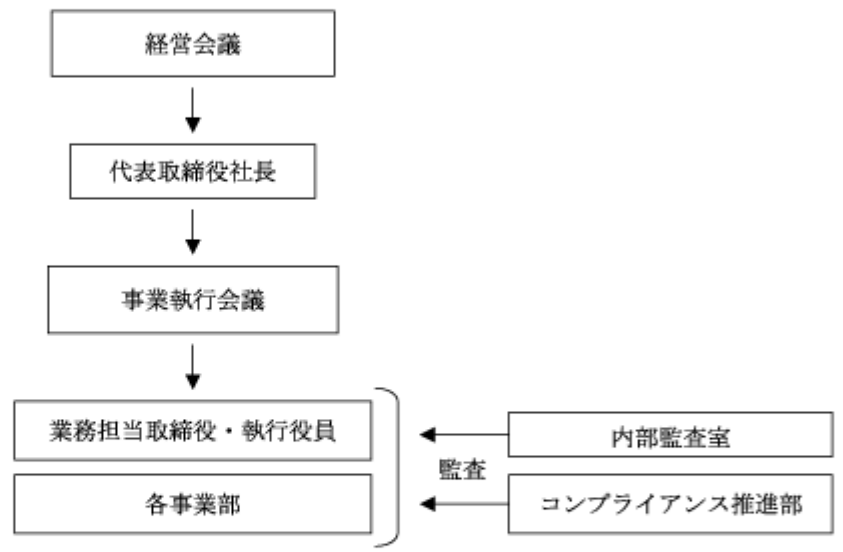 経営会議
代表取締役社長
事業執行会議
業務担当取締役・執行役員
各事業部
監査
内部監査室
コンプライアンス推進部